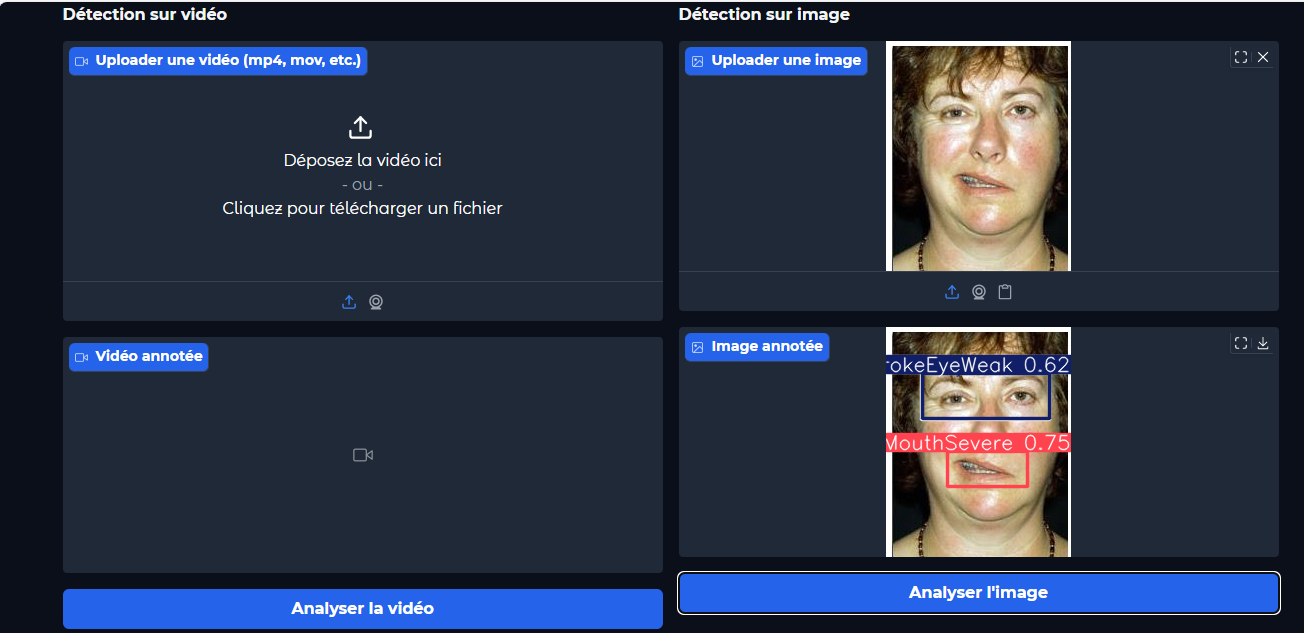 Détection sur vidéo
Uploader une vidéo (mp4, mov, etc.)
Déposez la vidéo ici
- ou -
Cliquez pour télécharger un fichier
Vidéo annotée
Analyser la vidéo
Détection sur image
Uploader une image
Image annotée
rokeEyeWeak 0.62
MouthSevere 0.75
Analyser l'image